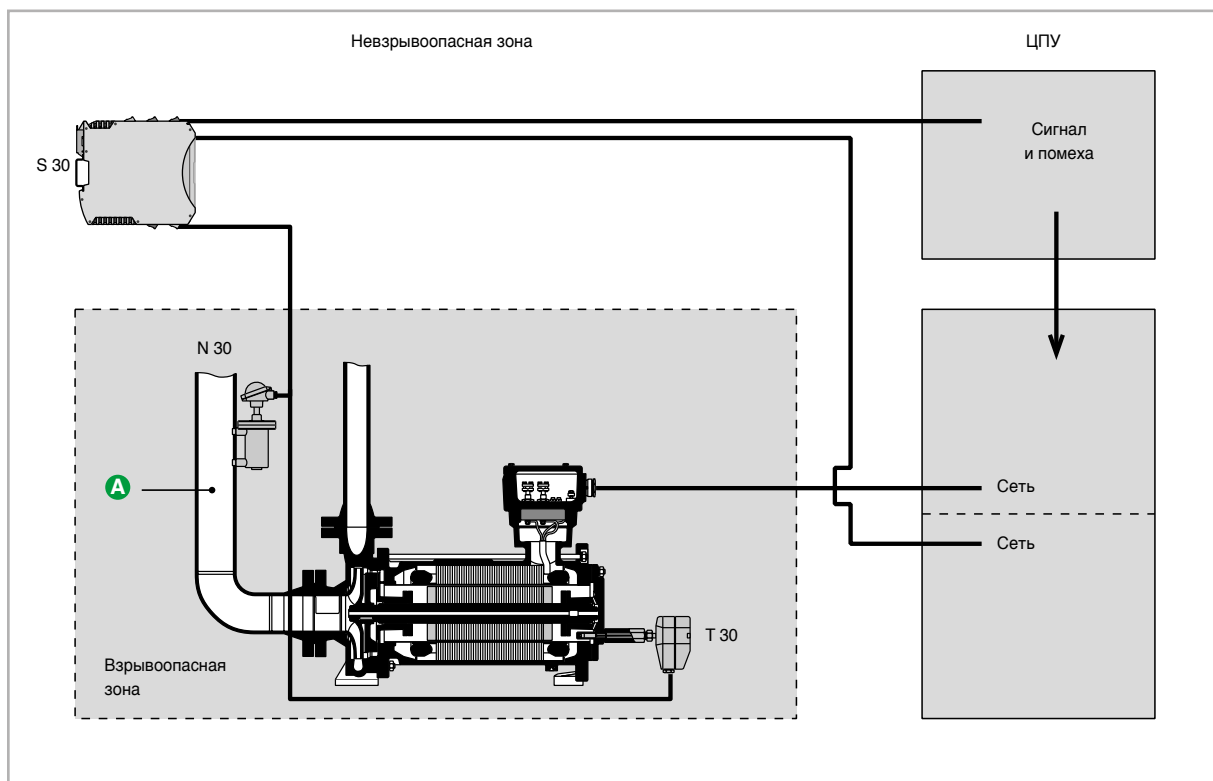 Невзрывоопасная зона
ЦПУ
Сигнал
и помеха
S 30
N 30
A
Сеть
Сеть
T 30
Взрывоопасная
зона